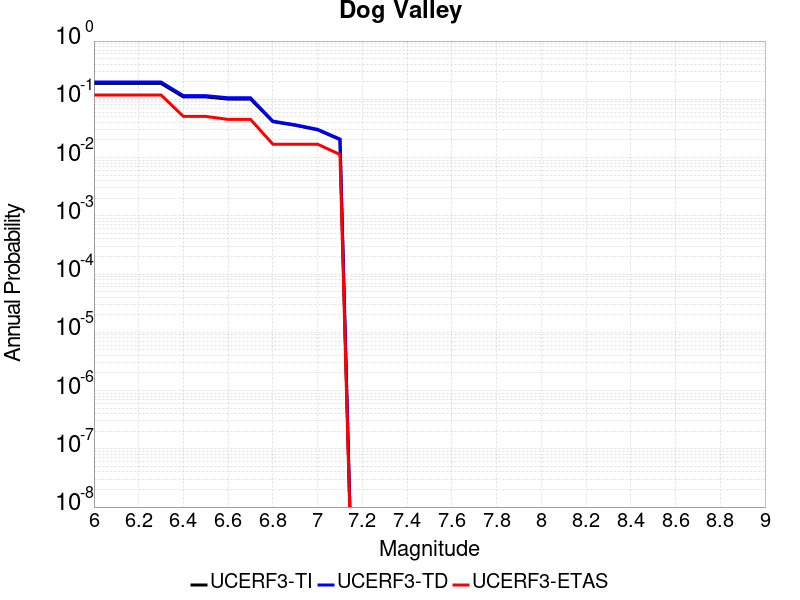 Dog Valley
10^0
10^-1
10^-2
10^-3
10^-4
10^-5
10^-6
10^-7
10^-8
Annual Probability
6 6.2 6.4 6.6 6.8 7 7.2 7.4 7.6 7.8 8 8.2 8.4 8.6 8.8 9
Magnitude
UCERF3-TI UCERF3-TD UCERF3-ETAS